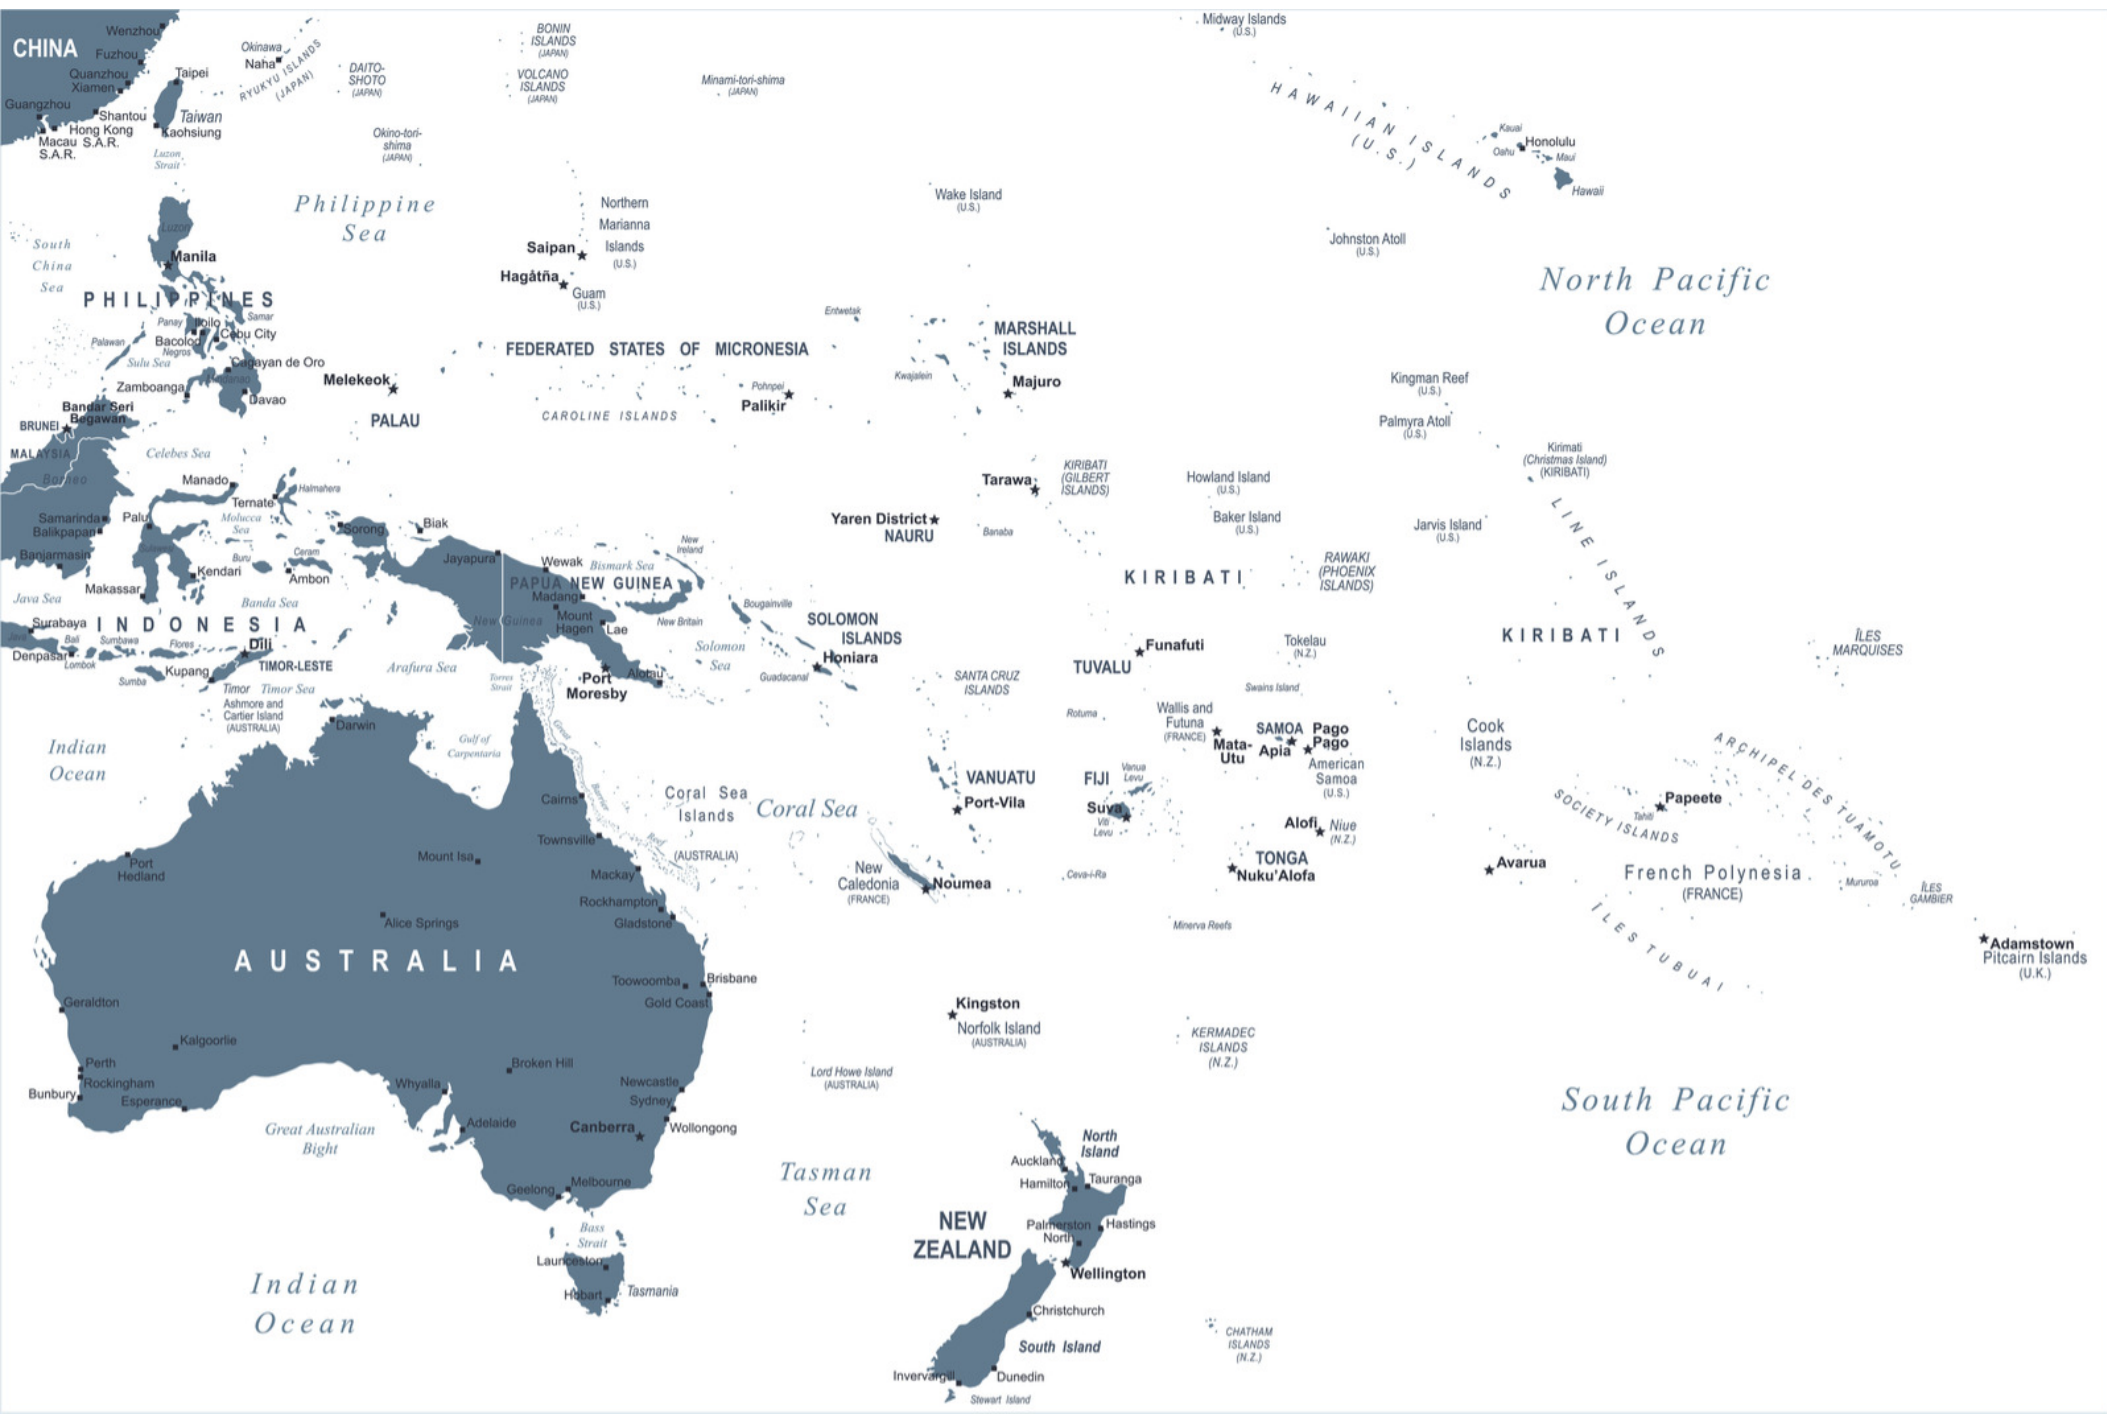 CHINA
Wenzhou
Fuzhou
Quanzhou
Xiamen
Guangzhou
Shantou
Hong Kong
S.A.R.
Macau
S.A.R.
Taipei
Taiwan
Kaohsiung
Luzon
Strait
Okinawa
Naha
RYUKYU ISLANDS
(JAPAN)
DAITO-
SHOTO
(JAPAN)
BONIN
ISLANDS
(JAPAN)
VOLCANO
ISLANDS
(JAPAN)
Minami-tori-shima
(JAPAN)
Okino-tori-
shima
(JAPAN)
Midway Islands
(U.S.)
HAWAIIAN ISLANDS
(U.S.)
Kauai
Oahu
Honolulu
Maui
Hawaii
Philippine
Sea
South
China
Sea
Luzon
Manila
PHILIPPINES
Panay
Iloilo
Samar
Cebu City
Bacolod
Negros
Palawan
Sulu Sea
Cagayan de Oro
Mindanao
Zamboanga
Davao
Northern
Marianna
Islands
(U.S.)
Saipan
Hagåtña
Guam
(U.S.)
Wake Island
(U.S.)
Johnston Atoll
(U.S.)
North Pacific
Ocean
Entwetak
MARSHALL
ISLANDS
Kwajalein
Majuro
FEDERATED STATES OF MICRONESIA
Pohnpei
Palikir
CAROLINE ISLANDS
Melekeok
PALAU
Kingman Reef
(U.S.)
Palmyra Atoll
(U.S.)
Kirimati
(Christmas Island)
(KIRIBATI)
Bandar Seri
Begawan
BRUNEI
MALAYSIA
Borneo
Celebes Sea
Manado
Ternate
Halmahera
Molucca
Sea
Samarinda
Balikpapan
Palu
Sulawesi
Banjarmasin
Buru
Ceram
Ambon
Kendari
Makassar
Sorong
Biak
Jayapura
Java Sea
Banda Sea
Surabaya
INDONESIA
Java
Bali
Sumbawa
Flores
Denpasar
Lombok
Sumba
Dili
TIMOR-LESTE
Kupang
Timor
Timor Sea
Ashmore and
Cartier Island
(AUSTRALIA)
Arafura Sea
Wewak
Bismark Sea
New
Ireland
PAPUA NEW GUINEA
Madang
Mount
Hagen
Lae
New Guinea
New Britain
Bougainville
Port
Moresby
Alotau
Torres
Strait
Solomon
Sea
SOLOMON
ISLANDS
Honiara
Guadacanal
Tarawa
KIRIBATI
(GILBERT
ISLANDS)
Yaren District
NAURU
Banaba
Howland Island
(U.S.)
Baker Island
(U.S.)
Jarvis Island
(U.S.)
RAWAKI
(PHOENIX
ISLANDS)
KIRIBATI
LINE ISLANDS
KIRIBATI
ÎLES
MARQUISES
Funafuti
TUVALU
Tokelau
(N.Z.)
Swains Island
SANTA CRUZ
ISLANDS
Rotuma
Wallis and
Futuna
(FRANCE)
Mata-
Utu
SAMOA
Apia
Pago
Pago
American
Samoa
(U.S.)
Cook
Islands
(N.Z.)
ARCHIPEL DES TUAMOTU
SOCIETY ISLANDS
Papeete
Tahiti
French Polynesia
(FRANCE)
Mururoa
ÎLES
GAMBIER
ÎLES TUBUAI
Adamstown
Pitcairn Islands
(U.K.)
Avarua
VANUATU
Port-Vila
FIJI
Vanua
Levu
Suva
Viti
Levu
Alofi
Niue
(N.Z.)
TONGA
Nuku'Alofa
Ceva-i-Ra
Minerva Reefs
New
Caledonia
(FRANCE)
Noumea
Coral Sea
Coral Sea
Islands
(AUSTRALIA)
Great
Barrier
Reef
Indian
Ocean
Darwin
Gulf of
Carpentaria
Cairns
Townsville
Mount Isa
Mackay
Port
Hedland
Rockhampton
Gladstone
Alice Springs
AUSTRALIA
Toowoomba
Brisbane
Gold Coast
Geraldton
Kalgoorlie
Perth
Rockingham
Bunbury
Esperance
Broken Hill
Whyalla
Newcastle
Sydney
Adelaide
Canberra
Wollongong
Great Australian
Bight
Geelong
Melbourne
Bass
Strait
Launceston
Hobart
Tasmania
Indian
Ocean
Kingston
Norfolk Island
(AUSTRALIA)
Lord Howe Island
(AUSTRALIA)
KERMADEC
ISLANDS
(N.Z.)
Tasman
Sea
South Pacific
Ocean
North
Island
Auckland
Hamilton
Tauranga
Palmerston
North
Hastings
NEW
ZEALAND
Wellington
Christchurch
South Island
Invervargill
Dunedin
Stewart Island
CHATHAM
ISLANDS
(N.Z.)